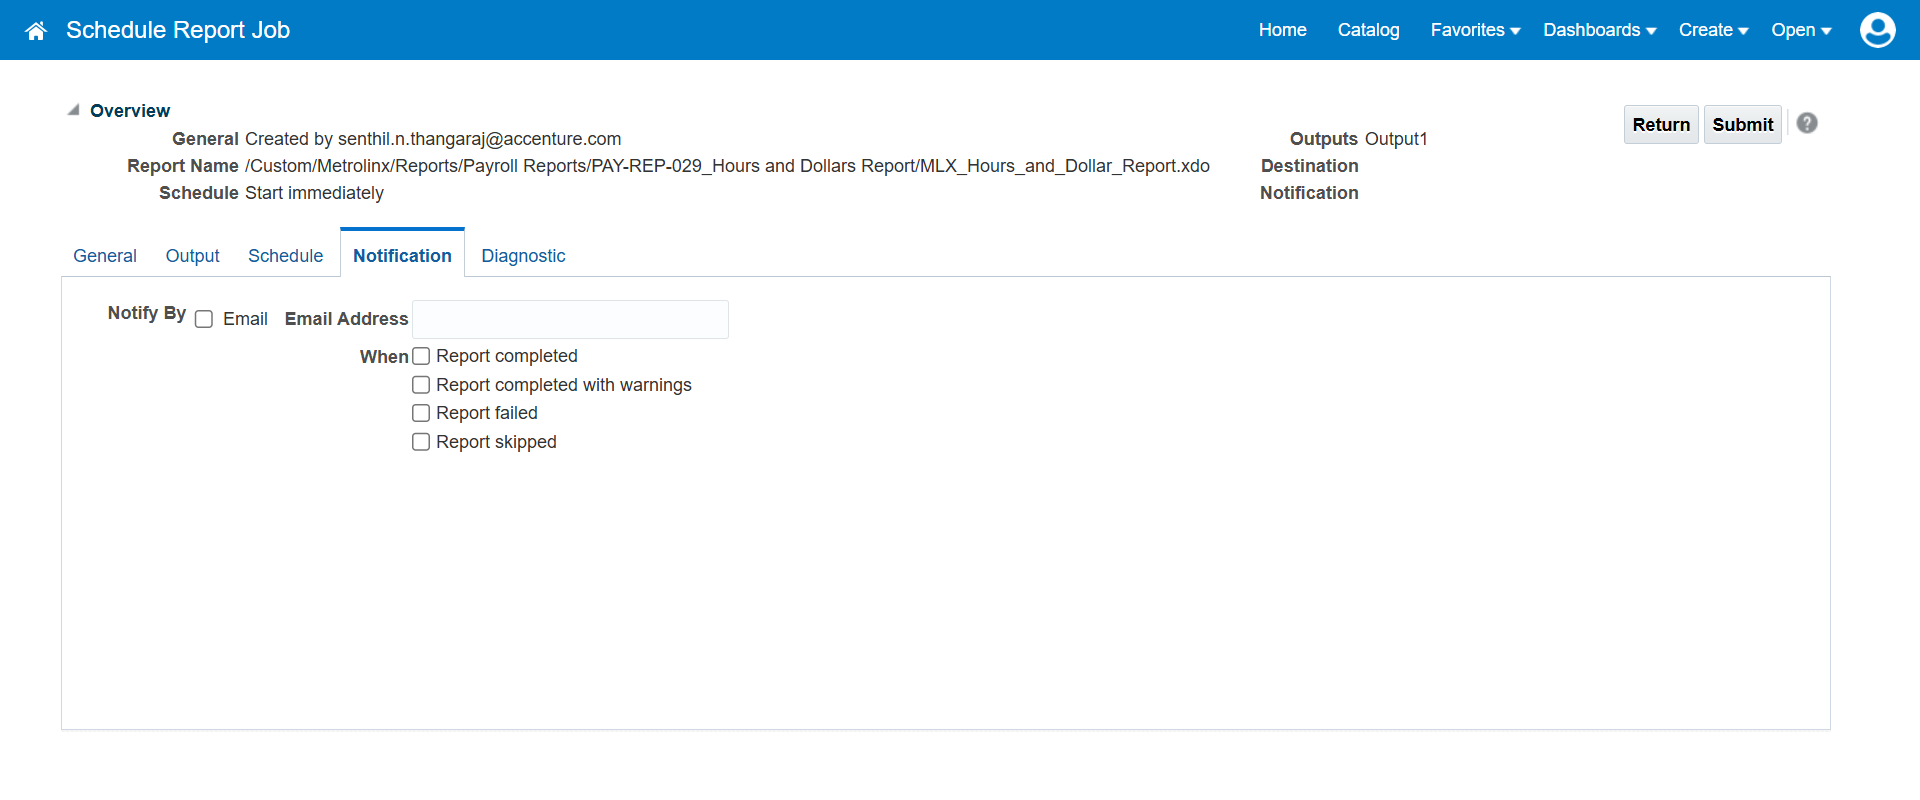 Schedule Report Job
Home Catalog Favorites Dashboards Create Open
Overview
Return Submit ?
General Created by senthil.n.thangaraj@accenture.com
Outputs Output1
Report Name /Custom/Metrolinx/Reports/Payroll Reports/PAY-REP-029_Hours and Dollars Report/MLX_Hours_and_Dollar_Report.xdo
Destination
Schedule Start immediately
Notification
General Output Schedule Notification Diagnostic
Notify By Email Email Address
When Report completed
Report completed with warnings
Report failed
Report skipped